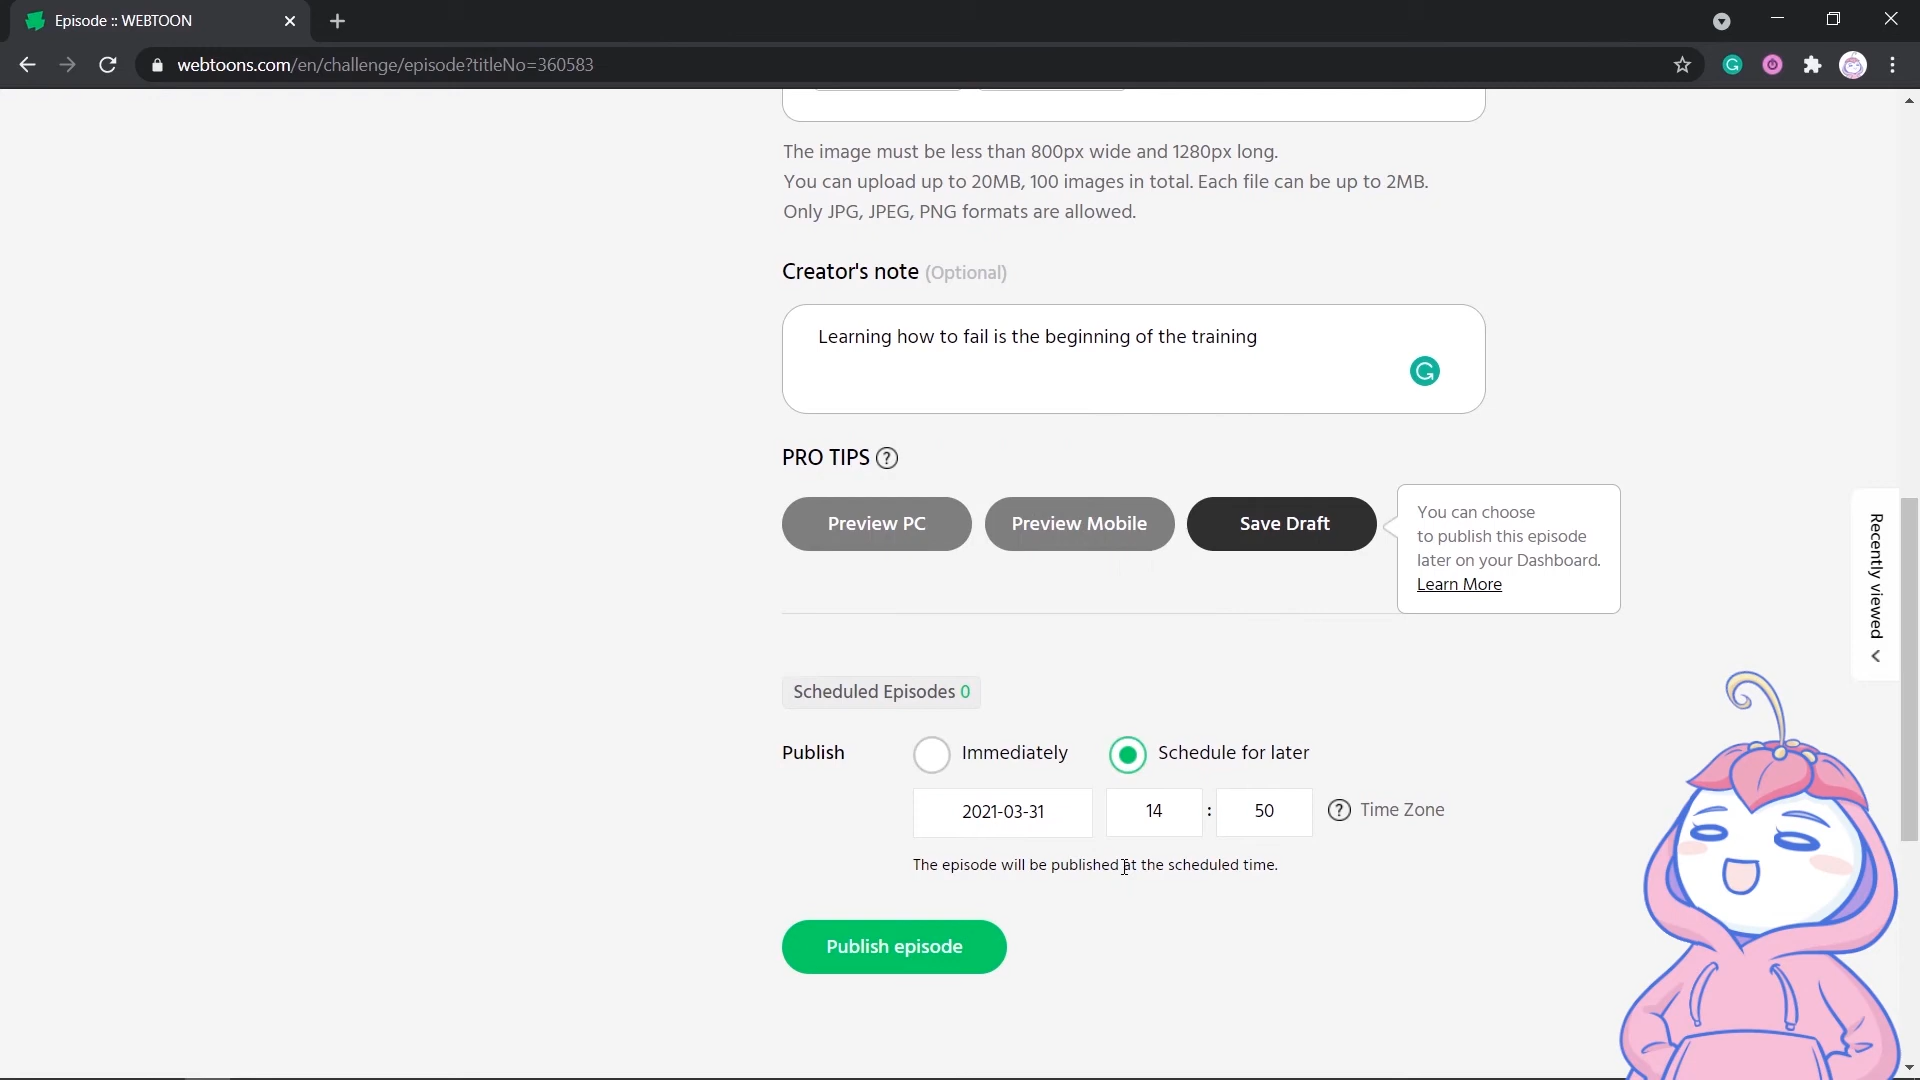 Episode :: WEBTOON
webtoons.com/en/challenge/episode?titleNo=360583
The image must be less than 800px wide and 1280px long.
You can upload up to 20MB, 100 images in total. Each file can be up to 2MB.
Only JPG, JPEG, PNG formats are allowed.
Creator's note (Optional)
Learning how to fail is the beginning of the training
PRO TIPS ?
Preview PC Preview Mobile Save Draft
You can choose
to publish this episode
later on your Dashboard.
Learn More
Recently viewed
Scheduled Episodes 0
Publish Immediately Schedule for later
2021-03-31 14 : 50 ? Time Zone
The episode will be published at the scheduled time.
Publish episode